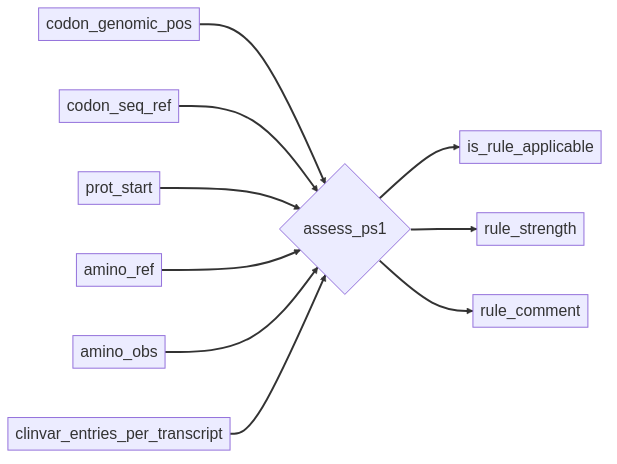 codon_genomic_pos
codon_seq_ref
prot_start
amino_ref
amino_obs
clinvar_entries_per_transcript
assess_ps1
is_rule_applicable
rule_strength
rule_comment